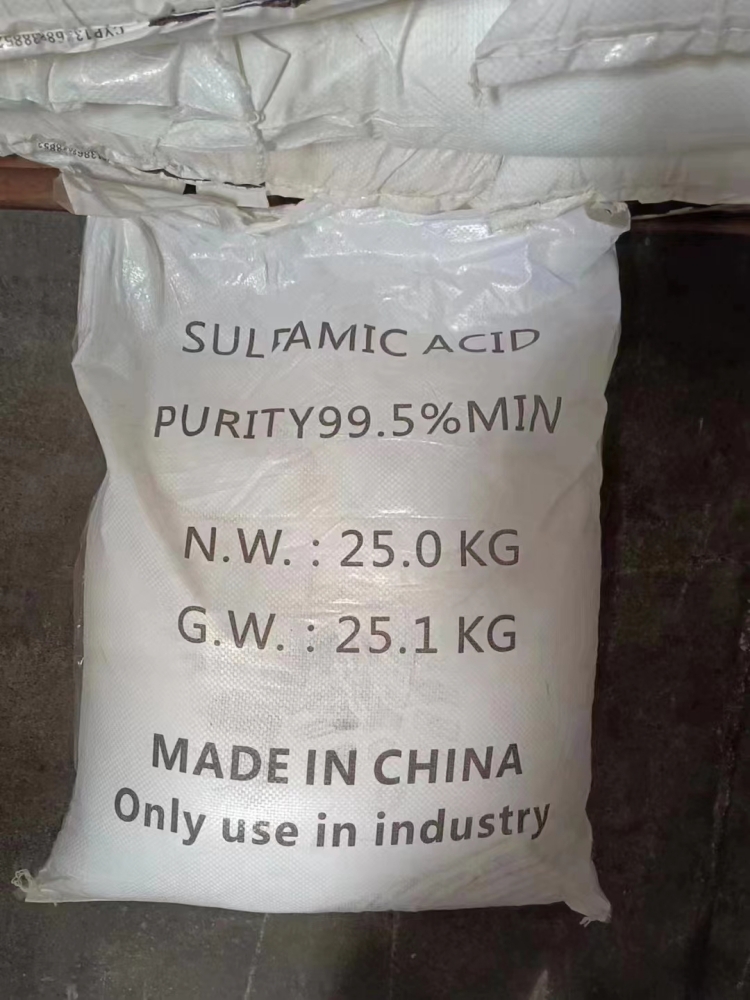 SULFAMIC ACID
PURITY99.5%MIN
N.W. : 25.0 KG
G.W. : 25.1 KG
MADE IN CHINA
Only use in industry